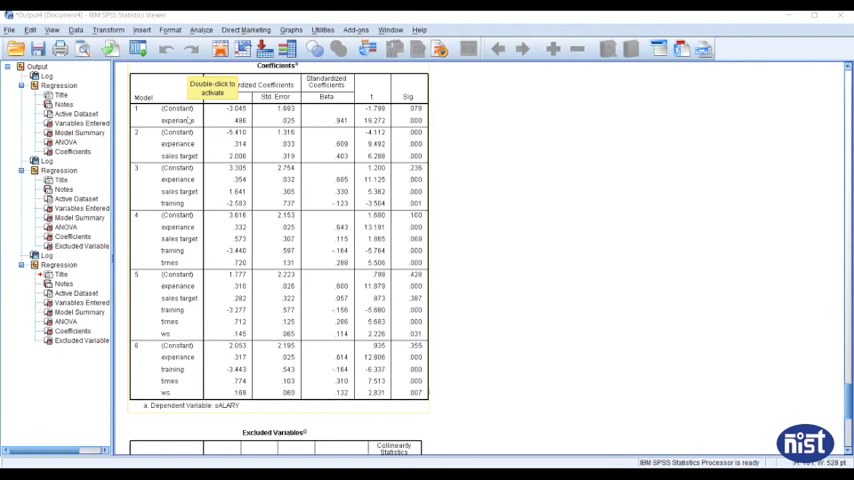 *Output4 [Document4] - IBM SPSS Statistics Viewer
File Edit View Data Transform Insert Format Analyze Direct Marketing Graphs Utilities Add-ons Window Help
Output
Log
Regression
Title
Notes
Active Dataset
Model Summary
ANOVA
Coefficients
Log
Regression
Title
Notes
Active Dataset
Variables Entered
Model Summary
ANOVA
Coefficients
Excluded Variable
Log
Regression
Title
Notes
Active Dataset
Variables Entered
Model Summary
ANOVA
Coefficients
Excluded Variable
Coefficientsa
Double-click to activate
dized Coefficients Standardized Coefficients
Model Std. Error Beta t Sig.
1 (Constant) -3.045 1.693 -1.799 .078
experiance .486 .025 .941 19.272 .000
2 (Constant) -5.410 1.316 -4.112 .000
experiance .314 .033 .609 9.492 .000
sales target 2.006 .319 .403 6.288 .000
3 (Constant) 3.305 2.754 1.200 .236
experiance .354 .032 .685 11.125 .000
sales target 1.641 .305 .330 5.382 .000
training -2.583 .737 -.123 -3.504 .001
4 (Constant) 3.616 2.153 1.680 .100
experiance .332 .025 .643 13.191 .000
sales target .573 .307 .115 1.865 .069
training -3.440 .597 -.164 -5.764 .000
times .720 .131 .288 5.506 .000
5 (Constant) 1.777 2.223 .799 .428
experiance .310 .026 .600 11.879 .000
sales target .282 .322 .057 .873 .387
training -3.277 .577 -.156 -5.680 .000
times .712 .125 .286 5.683 .000
ws .145 .065 .114 2.226 .031
6 (Constant) 2.053 2.195 .935 .355
experiance .317 .025 .614 12.806 .000
training -3.443 .543 -.164 -6.337 .000
times .774 .103 .310 7.513 .000
ws .169 .060 .132 2.831 .007
a. Dependent Variable: sALARY
Excluded Variables
Collinearity
Statistics
nist
IBM SPSS Statistics Processor is ready W: 528 pt.